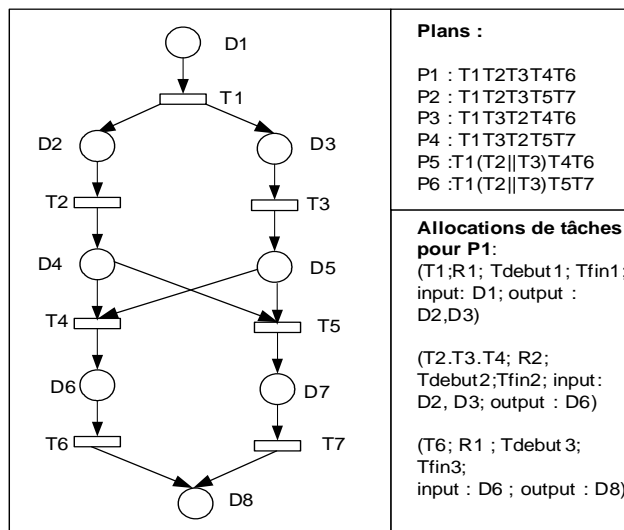 D1
T1
D2
D3
T2
T3
D4
D5
T4
T5
D6
D7
T6
T7
D8
Plans :
P1 : T1T2T3T4T6
P2 : T1T2T3T5T7
P3 : T1T3T2T4T6
P4 : T1T3T2T5T7
P5 :T1(T2||T3)T4T6
P6 :T1(T2||T3)T5T7
Allocations de tâches
pour P1:
(T1;R1; Tdebut1; Tfin1;
input: D1; output :
D2,D3)
(T2.T3.T4; R2;
Tdebut2;Tfin2; input:
D2, D3; output : D6)
(T6; R1 ; Tdebut3;
Tfin3;
input : D6 ; output : D8)